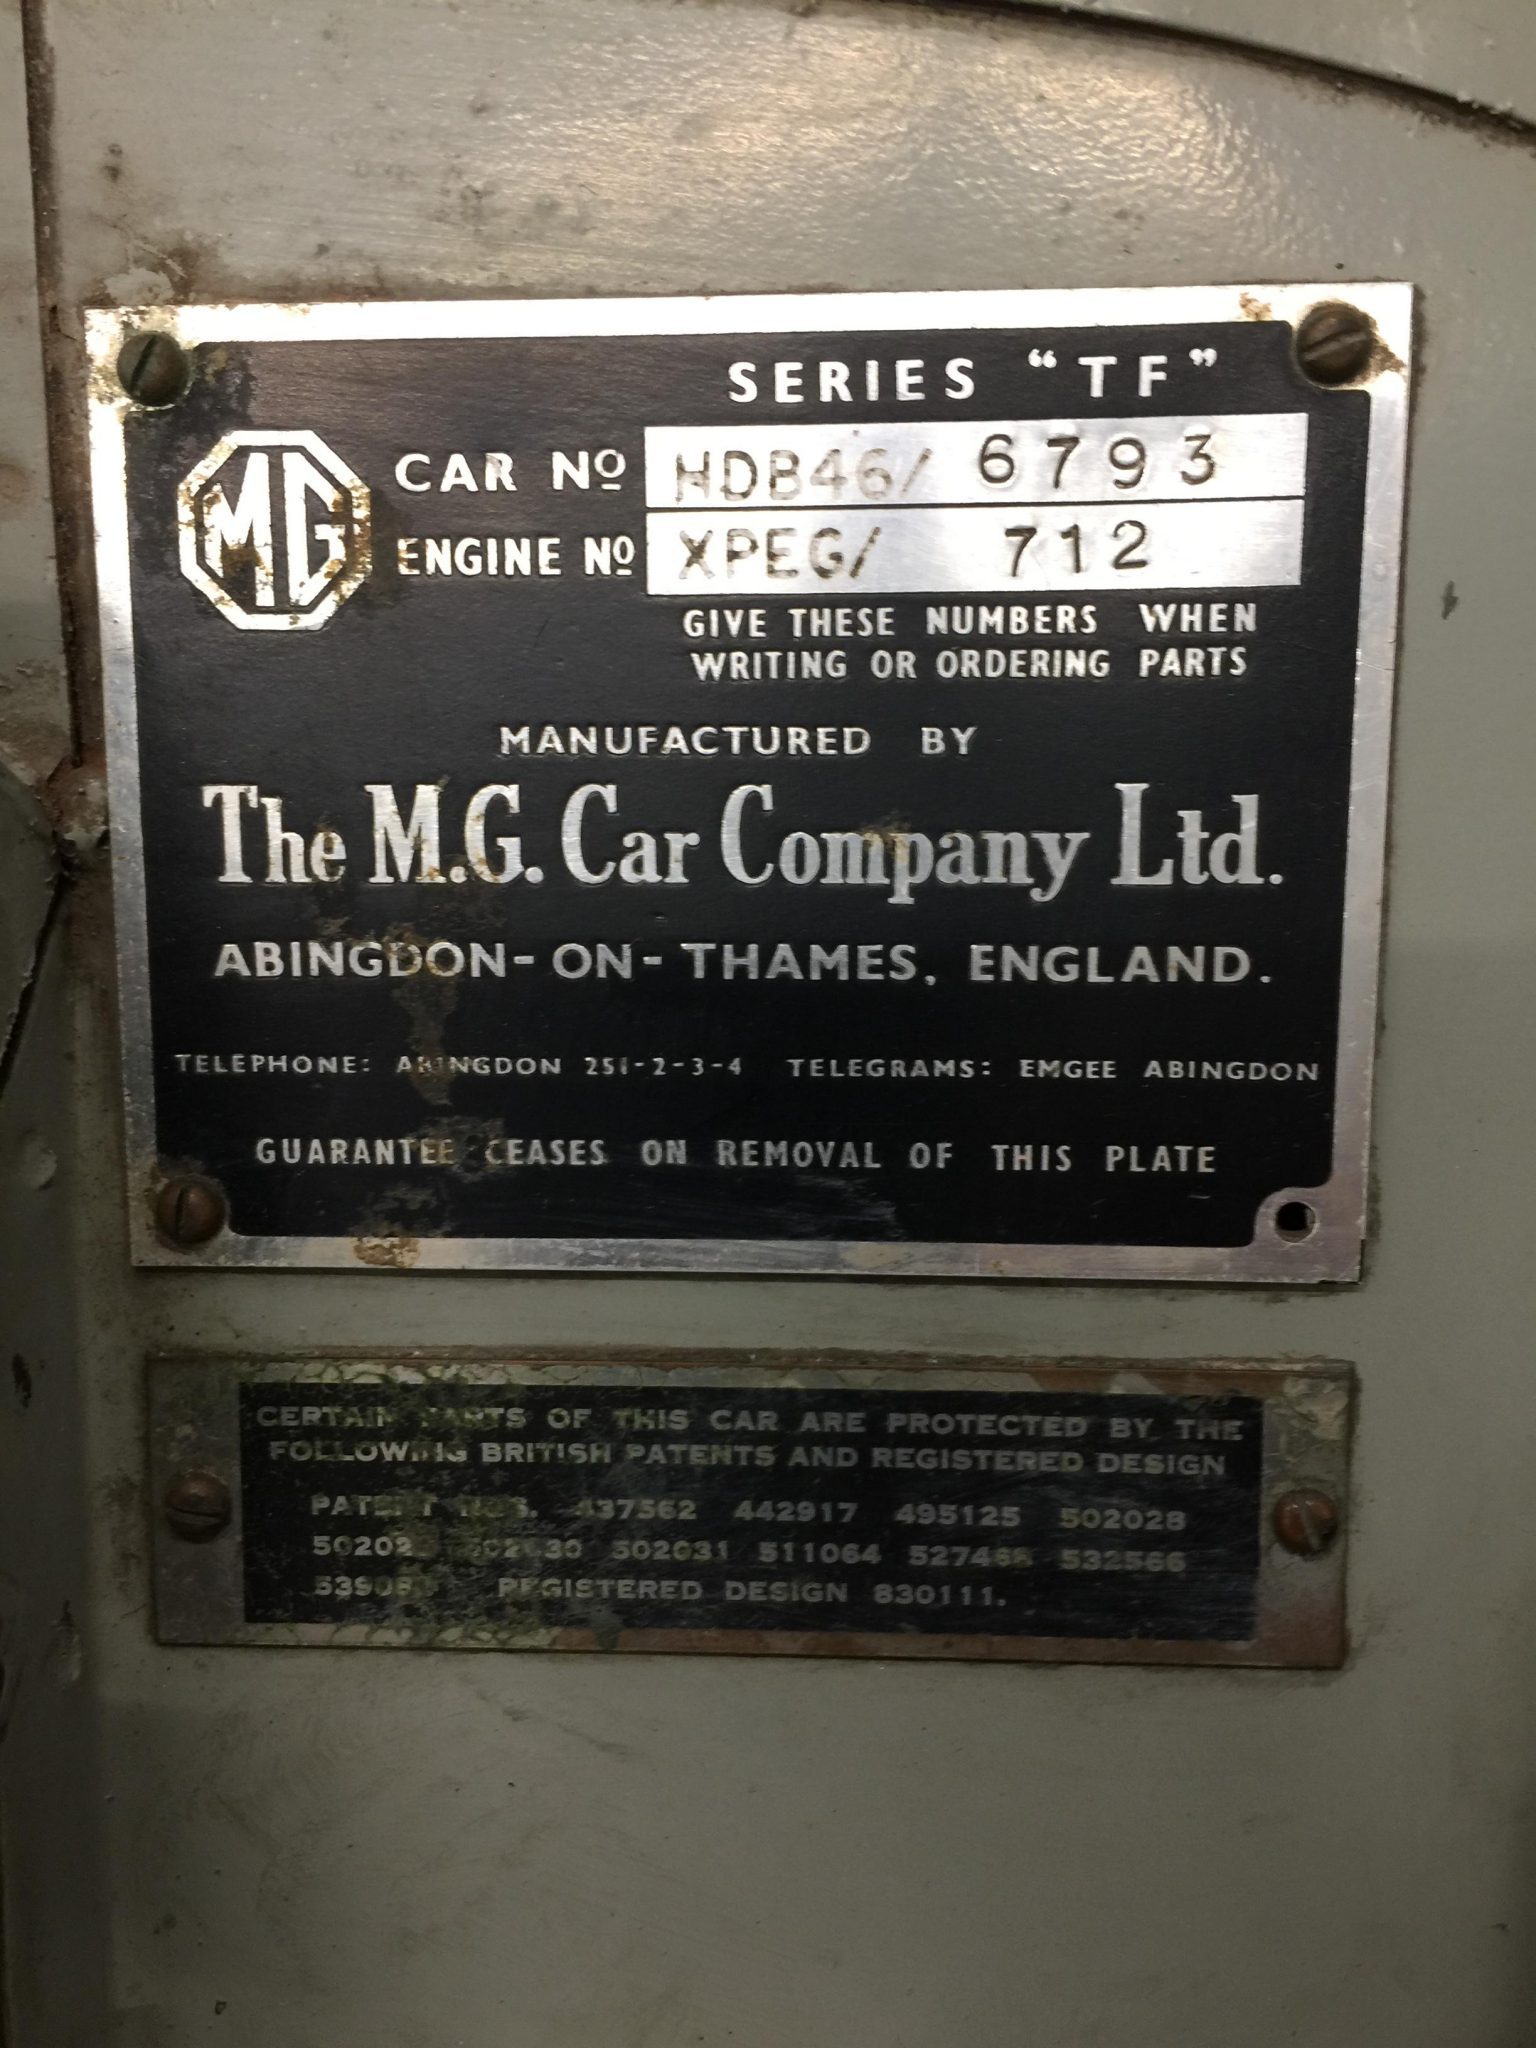 SERIES "TF"
MG
CAR Nº HDB46/ 6793
ENGINE Nº XPEG/ 712
GIVE THESE NUMBERS WHEN
WRITING OR ORDERING PARTS
MANUFACTURED BY
The M.G. Car Company Ltd.
ABINGDON-ON-THAMES, ENGLAND.
TELEPHONE: ABINGDON 251-2-3-4 TELEGRAMS: EMGEE ABINGDON
GUARANTEE CEASES ON REMOVAL OF THIS PLATE
CERTAIN PARTS OF THIS CAR ARE PROTECTED BY THE
FOLLOWING BRITISH PATENTS AND REGISTERED DESIGN
PATENT NOS. 437562 442917 495125 502028
502031 511064 532566
REGISTERED DESIGN 830111.